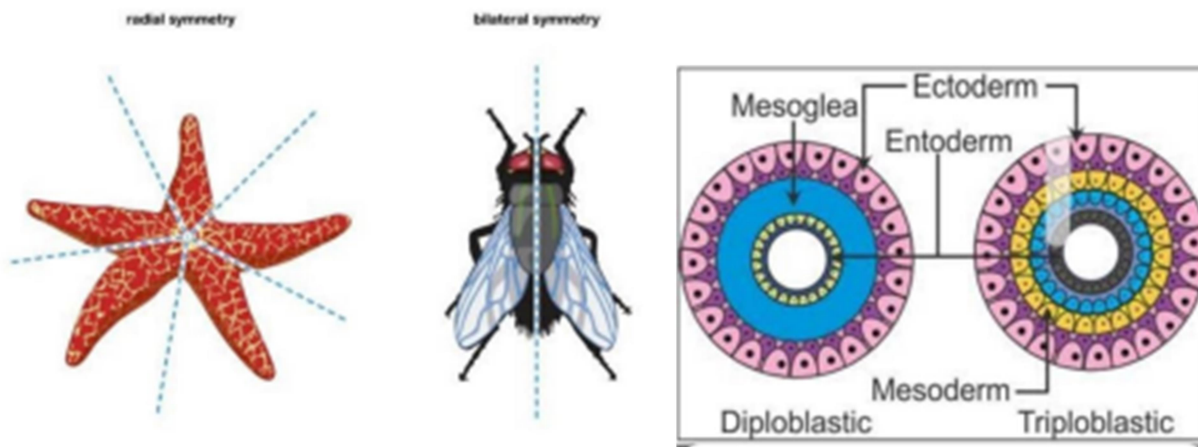 radial symmetry
bilateral symmetry
Ectoderm
Mesoglea
Entoderm
Mesoderm
Diploblastic
Triploblastic